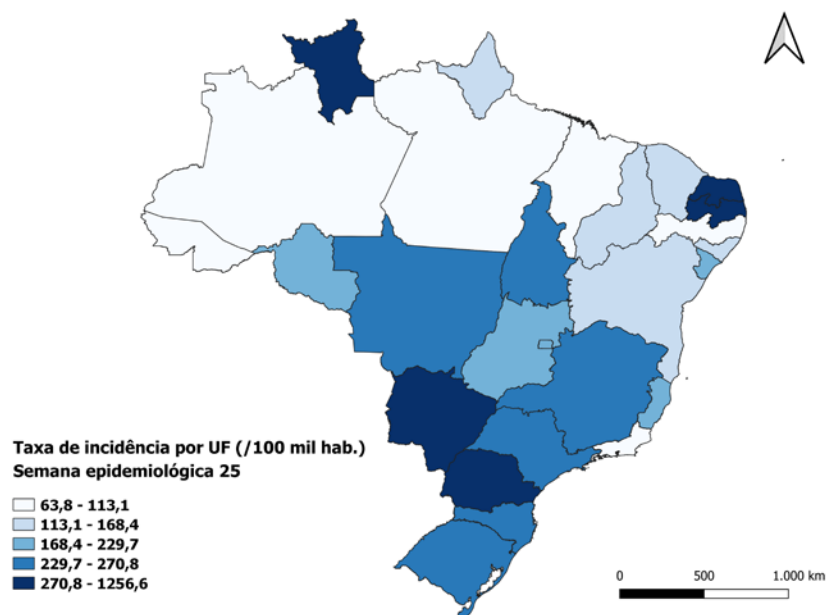 Taxa de incidência por UF (/100 mil hab.)
Semana epidemiológica 25
63,8 - 113,1
113,1 - 168,4
168,4 - 229,7
229,7 - 270,8
270,8 - 1256,6
0 500 1.000 km